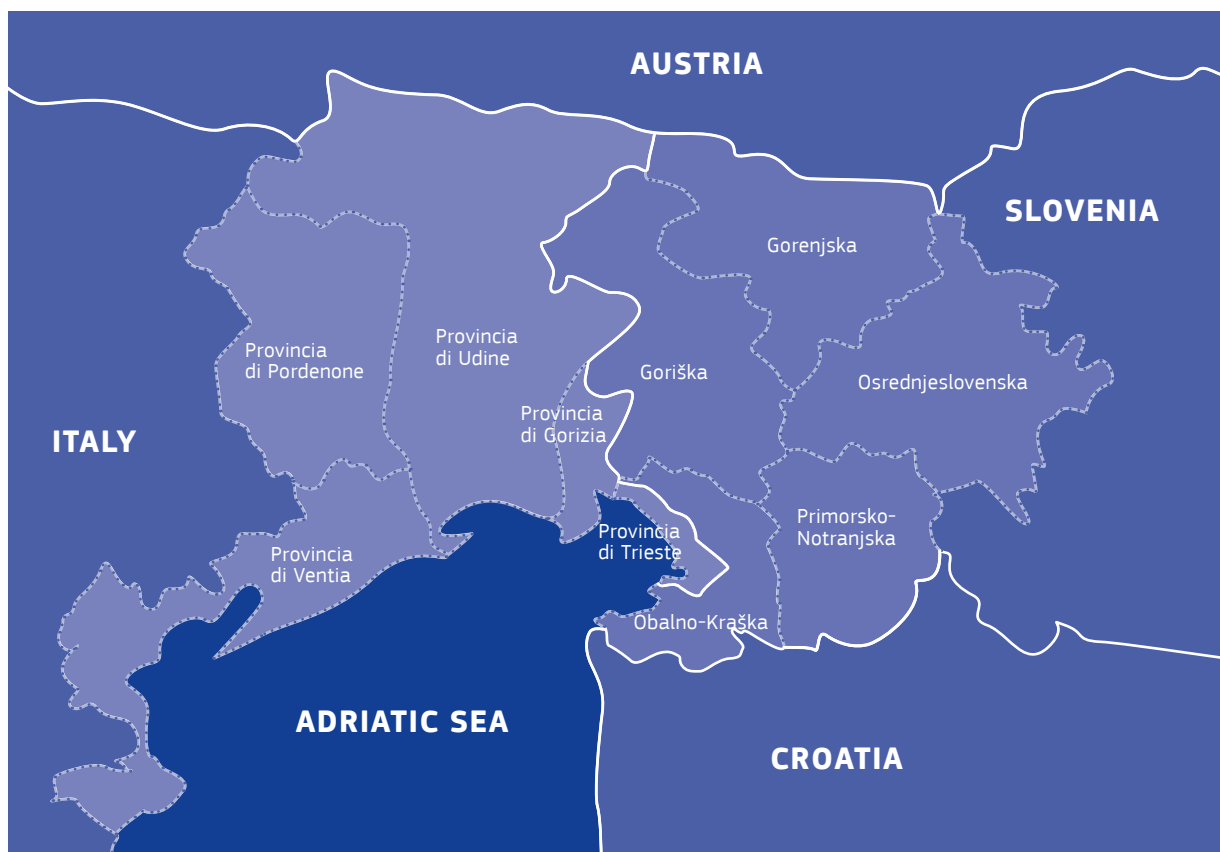 AUSTRIA
SLOVENIA
Gorenjska
Provincia
di Udine
Provincia
di Pordenone
Goriška
Osrednjeslovenska
Provincia
di Gorizia
ITALY
Primorsko-
Notranjska
Provincia
di Trieste
Provincia
di Ventia
Obalno-Kraška
ADRIATIC SEA
CROATIA